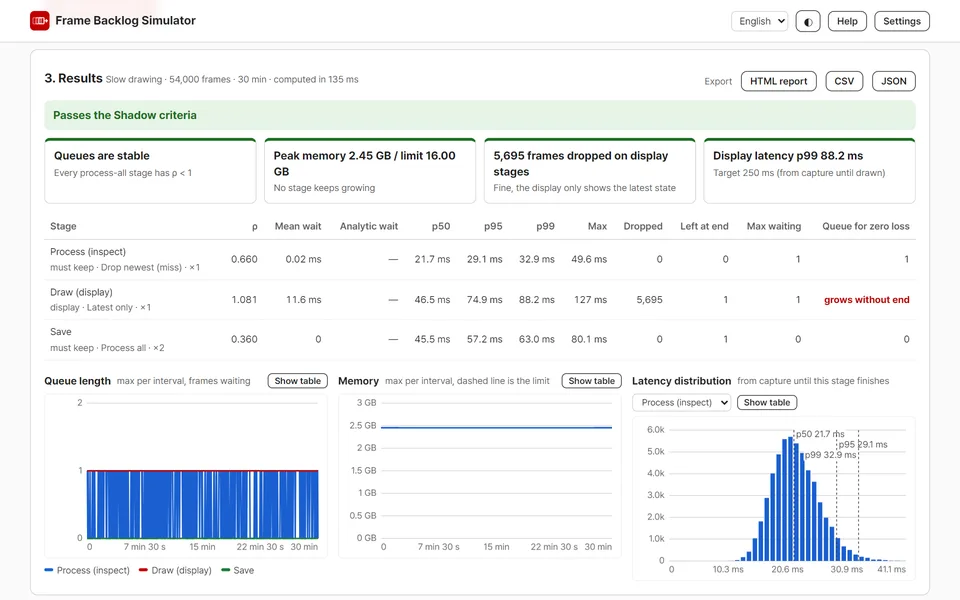 Frame Backlog Simulator
English
Help
Settings
3. Results Slow drawing · 54,000 frames · 30 min · computed in 135 ms
Export
HTML report
CSV
JSON
Passes the Shadow criteria
Queues are stable
Every process-all stage has ρ < 1
Peak memory 2.45 GB / limit 16.00
GB
No stage keeps growing
5,695 frames dropped on display
stages
Fine, the display only shows the latest state
Display latency p99 88.2 ms
Target 250 ms (from capture until drawn)
Stage ρ Mean wait Analytic wait p50 p95 p99 Max Dropped Left at end Max waiting Queue for zero loss
Process (inspect)
must keep · Drop newest (miss) · ×1
0.660 0.02 ms — 21.7 ms 29.1 ms 32.9 ms 49.6 ms 0 0 1 1
Draw (display)
display · Latest only · ×1
1.081 11.6 ms — 46.5 ms 74.9 ms 88.2 ms 127 ms 5,695 1 1 grows without end
Save
must keep · Process all · ×2
0.360 0 — 45.5 ms 57.2 ms 63.0 ms 80.1 ms 0 1 0 0
Queue length max per interval, frames waiting Show table
2
1
0
0 7 min 30 s 15 min 22 min 30 s 30 min
Process (inspect) Draw (display) Save
Memory max per interval, dashed line is the limit Show table
3 GB
2.5 GB
2 GB
1.5 GB
1 GB
0.5 GB
0 GB
0 7 min 30 s 15 min 22 min 30 s 30 min
Latency distribution from capture until this stage finishes
Process (inspect) Show table
6.0k
5.0k
4.0k
3.0k
2.0k
1.0k
0
p50 21.7 ms
p95 29.1 ms
p99 32.9 ms
0 10.3 ms 20.6 ms 30.9 ms 41.1 ms